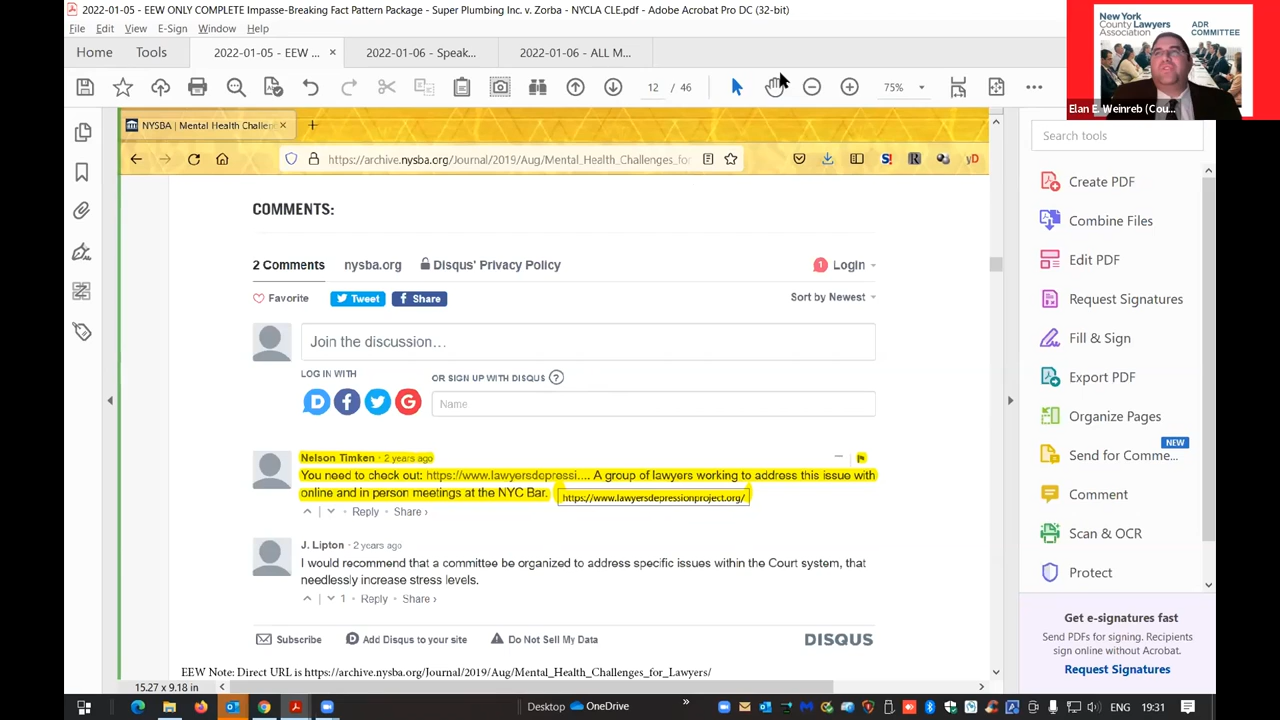 2022-01-05 - EEW ONLY COMPLETE Impasse-Breaking Fact Pattern Package - Super Plumbing Inc. v. Zorba - NYCLA CLE.pdf - Adobe Acrobat Pro DC (32-bit)
File Edit View E-Sign Window Help
Home Tools 2022-01-05 - EEW ... × 2022-01-06 - Speak... 2022-01-06 - ALL M...
12 / 46 75%
New York
County Lawyers
Association
ADR
COMMITTEE
Elan E. Weinreb (Cou...
NYSBA | Mental Health Challen
https://archive.nysba.org/Journal/2019/Aug/Mental_Health_Challenges_for_
COMMENTS:
2 Comments nysba.org Disqus' Privacy Policy 1 Login
Favorite Tweet Share Sort by Newest
Join the discussion...
LOG IN WITH OR SIGN UP WITH DISQUS ?
Name
Nelson Timken · 2 years ago
You need to check out: https://www.lawyersdepressi.... A group of lawyers working to address this issue with
online and in person meetings at the NYC Bar. https://www.lawyersdepressionproject.org/
Reply Share ›
J. Lipton · 2 years ago
I would recommend that a committee be organized to address specific issues within the Court system, that
needlessly increase stress levels.
1 Reply Share ›
Subscribe Add Disqus to your site Do Not Sell My Data DISQUS
EEW Note: Direct URL is https://archive.nysba.org/Journal/2019/Aug/Mental_Health_Challenges_for_Lawyers/
15.27 x 9.18 in
Search tools
Create PDF
Combine Files
Edit PDF
Request Signatures
Fill & Sign
Export PDF
Organize Pages
NEW
Send for Comme...
Comment
Scan & OCR
Protect
Get e-signatures fast
Send PDFs for signing. Recipients
sign online without Acrobat.
Request Signatures
Desktop OneDrive » ENG 19:31